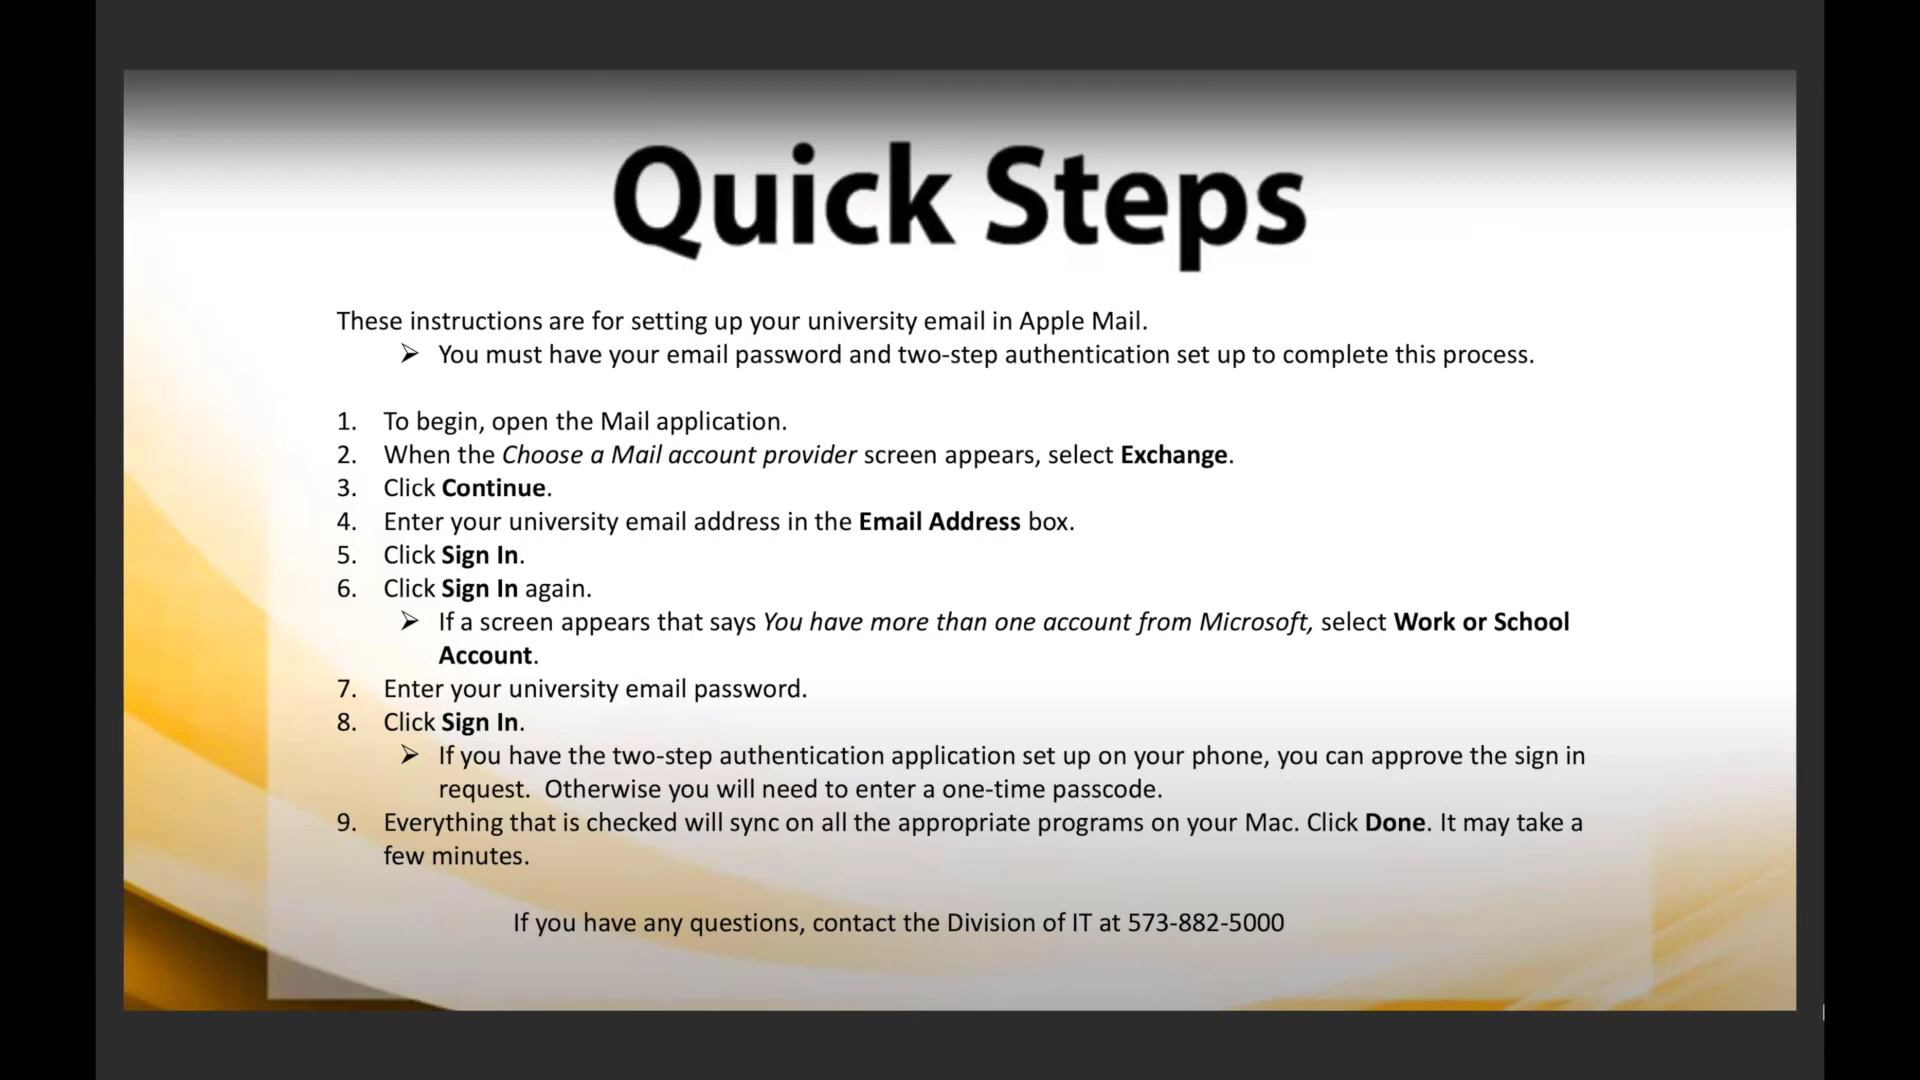 Quick Steps
These instructions are for setting up your university email in Apple Mail.
➢ You must have your email password and two-step authentication set up to complete this process.
1. To begin, open the Mail application.
2. When the Choose a Mail account provider screen appears, select Exchange.
3. Click Continue.
4. Enter your university email address in the Email Address box.
5. Click Sign In.
6. Click Sign In again.
➢ If a screen appears that says You have more than one account from Microsoft, select Work or School
Account.
7. Enter your university email password.
8. Click Sign In.
➢ If you have the two-step authentication application set up on your phone, you can approve the sign in
request.  Otherwise you will need to enter a one-time passcode.
9. Everything that is checked will sync on all the appropriate programs on your Mac. Click Done. It may take a
few minutes.
If you have any questions, contact the Division of IT at 573-882-5000